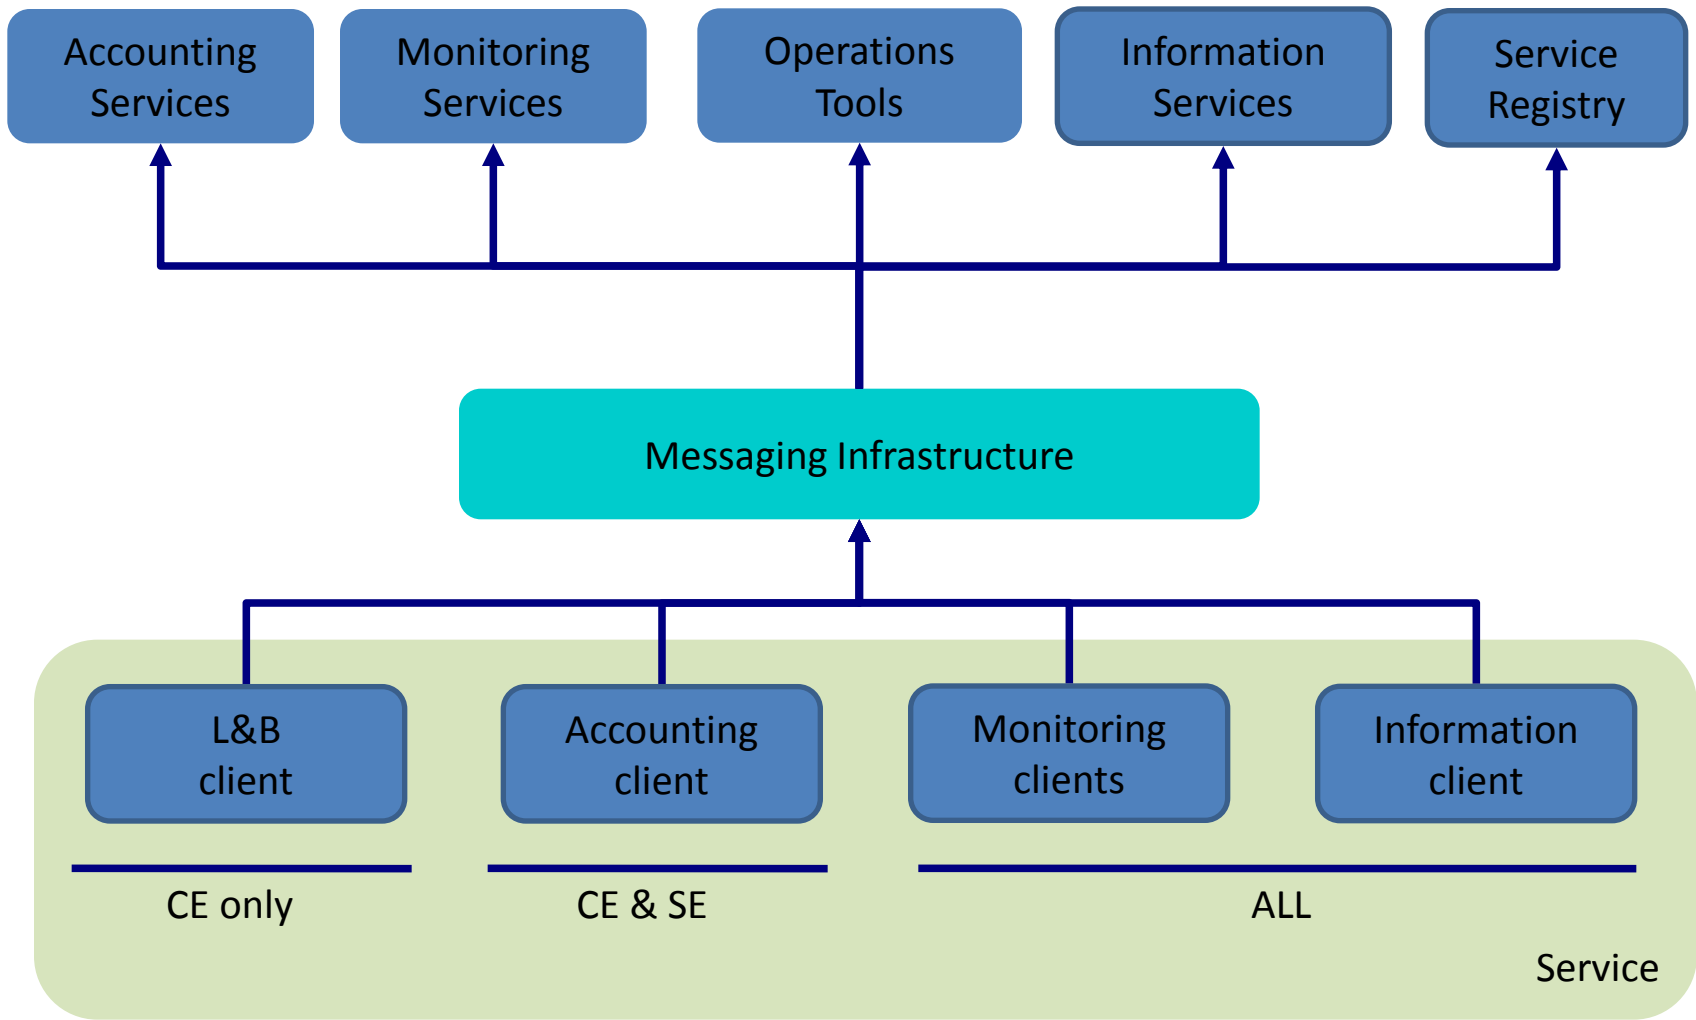 Accounting
Services
Monitoring
Services
Operations
Tools
Information
Services
Service
Registry
Messaging Infrastructure
L&B
client
Accounting
client
Monitoring
clients
Information
client
CE only
CE & SE
ALL
Service